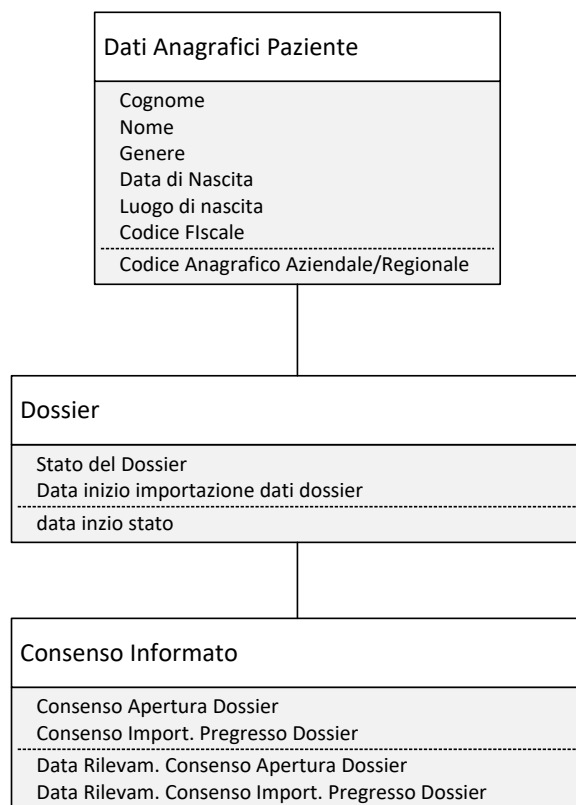 Dati Anagrafici Paziente
Cognome
Nome
Genere
Data di Nascita
Luogo di nascita
Codice FIscale
Codice Anagrafico Aziendale/Regionale
Dossier
Stato del Dossier
Data inizio importazione dati dossier
data inzio stato
Consenso Informato
Consenso Apertura Dossier
Consenso Import. Pregresso Dossier
Data Rilevam. Consenso Apertura Dossier
Data Rilevam. Consenso Import. Pregresso Dossier